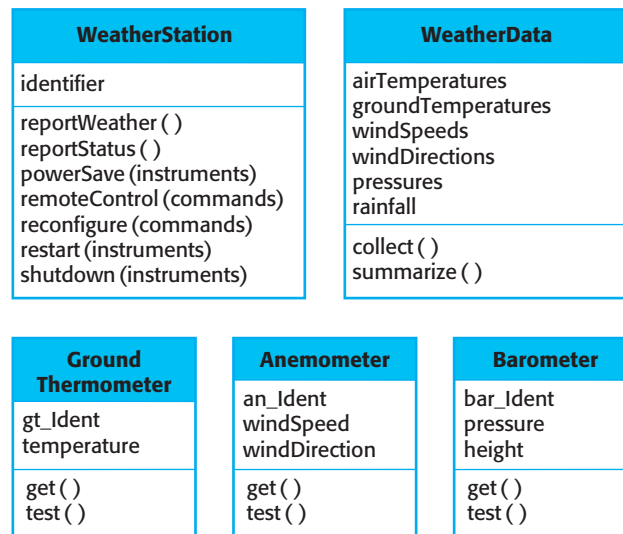 WeatherStation
identifier
reportWeather ( )
reportStatus ( )
powerSave (instruments)
remoteControl (commands)
reconfigure (commands)
restart (instruments)
shutdown (instruments)
WeatherData
airTemperatures
groundTemperatures
windSpeeds
windDirections
pressures
rainfall
collect ( )
summarize ( )
Ground
Thermometer
gt_Ident
temperature
get ( )
test ( )
Anemometer
an_Ident
windSpeed
windDirection
get ( )
test ( )
Barometer
bar_Ident
pressure
height
get ( )
test ( )